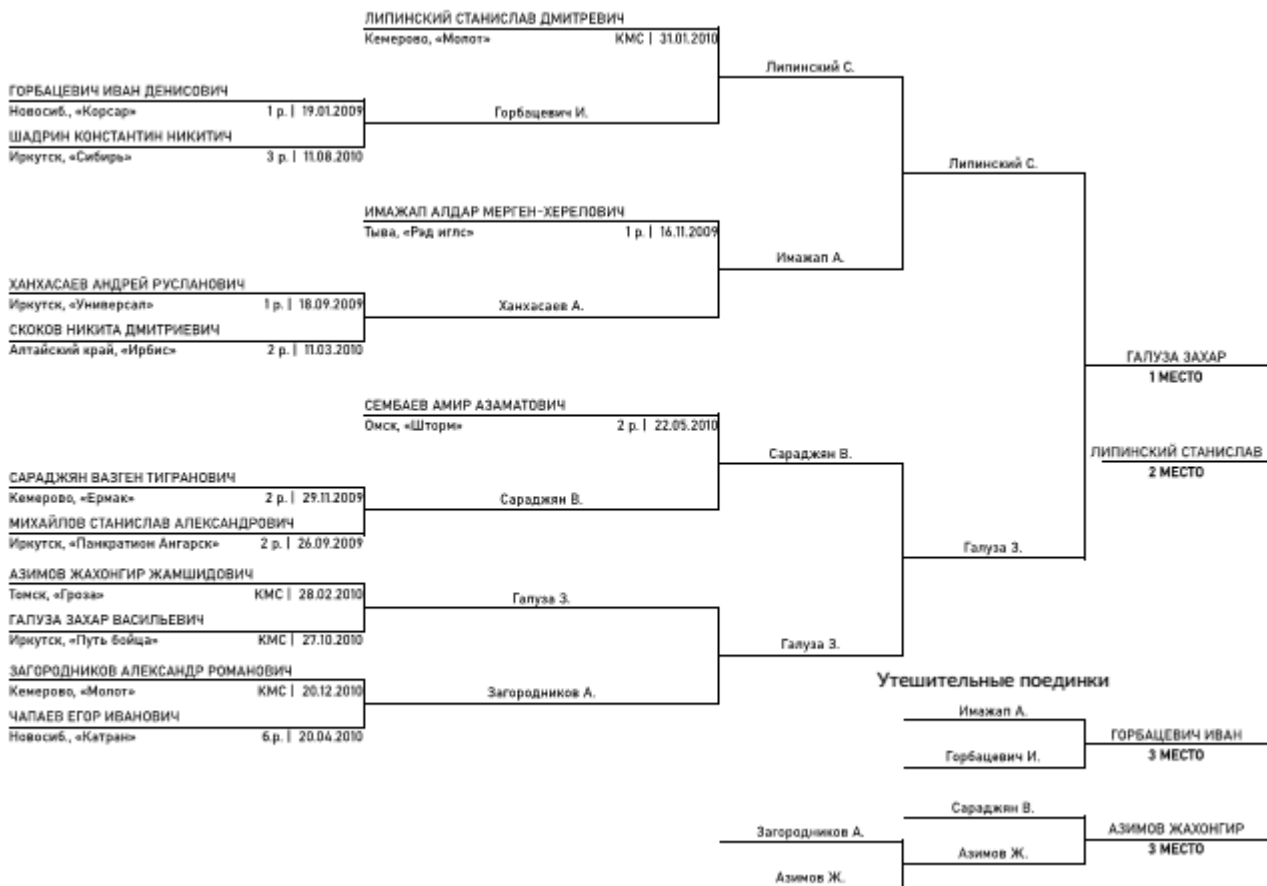 ЛИПИНСКИЙ СТАНИСЛАВ ДМИТРЕВИЧ
Кемерово, «Молот» КМС | 31.01.2010
Липинский С.
ГОРБАЦЕВИЧ ИВАН ДЕНИСОВИЧ
Новосиб., «Корсар» 1 р. | 19.01.2009
Горбацевич И.
ШАДРИН КОНСТАНТИН НИКИТИЧ
Иркутск, «Сибирь» 3 р. | 11.08.2010
Липинский С.
ИМАЖАП АЛДАР МЕРГЕН-ХЕРЕЛОВИЧ
Тыва, «Рэд иглс» 1 р. | 16.11.2009
Имажап А.
ХАНХАСАЕВ АНДРЕЙ РУСЛАНОВИЧ
Иркутск, «Универсал» 1 р. | 18.09.2009
Ханхасаев А.
СКОКОВ НИКИТА ДМИТРИЕВИЧ
Алтайский край, «Ирбис» 2 р. | 11.03.2010
ГАЛУЗА ЗАХАР
1 МЕСТО
СЕМБАЕВ АМИР АЗАМАТОВИЧ
Омск, «Шторм» 2 р. | 22.05.2010
Сараджян В.
ЛИПИНСКИЙ СТАНИСЛАВ
2 МЕСТО
САРАДЖЯН ВАЗГЕН ТИГРАНОВИЧ
Кемерово, «Ермак» 2 р. | 29.11.2009
Сараджян В.
МИХАЙЛОВ СТАНИСЛАВ АЛЕКСАНДРОВИЧ
Иркутск, «Панкратион Ангарск» 2 р. | 26.09.2009
Галуза З.
АЗИМОВ ЖАХОНГИР ЖАМШИДОВИЧ
Томск, «Гроза» КМС | 28.02.2010
Галуза З.
ГАЛУЗА ЗАХАР ВАСИЛЬЕВИЧ
Иркутск, «Путь бойца» КМС | 27.10.2010
Галуза З.
ЗАГОРОДНИКОВ АЛЕКСАНДР РОМАНОВИЧ
Кемерово, «Молот» КМС | 20.12.2010
Загородников А.
ЧАПАЕВ ЕГОР ИВАНОВИЧ
Новосиб., «Катран» 6.р. | 20.04.2010
Утешительные поединки
Имажап А.
ГОРБАЦЕВИЧ ИВАН
Горбацевич И.
3 МЕСТО
Сараджян В.
Загородников А.
АЗИМОВ ЖАХОНГИР
3 МЕСТО
Азимов Ж.
Азимов Ж.